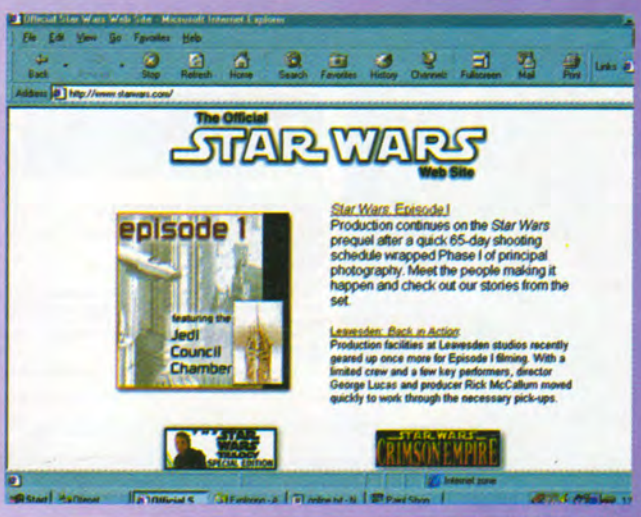 Official Star Wars Web Site - Microsoft Internet Explorer
File Edit View Go Favorites Help
Back Stop Refresh Home Search Favorites History Channels Fullscreen Mail Print Links
Address http://www.starwars.com/
The Official
STAR WARS
Web Site
episode 1
featuring the
Jedi
Council
Chamber
Star Wars: Episode I
Production continues on the Star Wars
prequel after a quick 65-day shooting
schedule wrapped Phase I of principal
photography. Meet the people making it
happen and check out our stories from the
set.
Leavesden: Back in Action:
Production facilities at Leavesden studios recently
geared up once more for Episode I filming. With a
limited crew and a few key performers, director
George Lucas and producer Rick McCallum moved
quickly to work through the necessary pick-ups.
STAR
WARS
TRILOGY
SPECIAL EDITION
STAR WARS
CRIMSON EMPIRE
Internet zone
Start Official S... Exploring - A Paint Shop